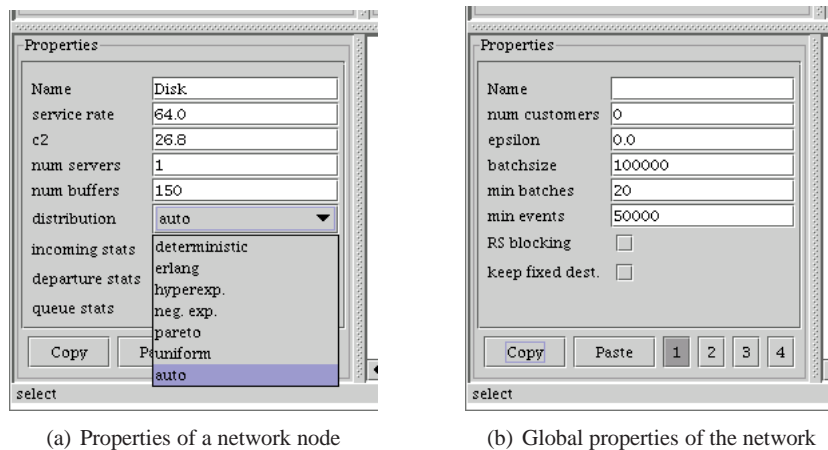 Properties
Name Disk
service rate 64.0
c2 26.8
num servers 1
num buffers 150
distribution auto
incoming stats
departure stats
queue stats
deterministic
erlang
hyperexp.
neg. exp.
pareto
uniform
auto
Copy
select
(a) Properties of a network node
Properties
Name
num customers 0
epsilon 0.0
batchsize 100000
min batches 20
min events 50000
RS blocking
keep fixed dest.
Copy Paste 1 2 3 4
select
(b) Global properties of the network